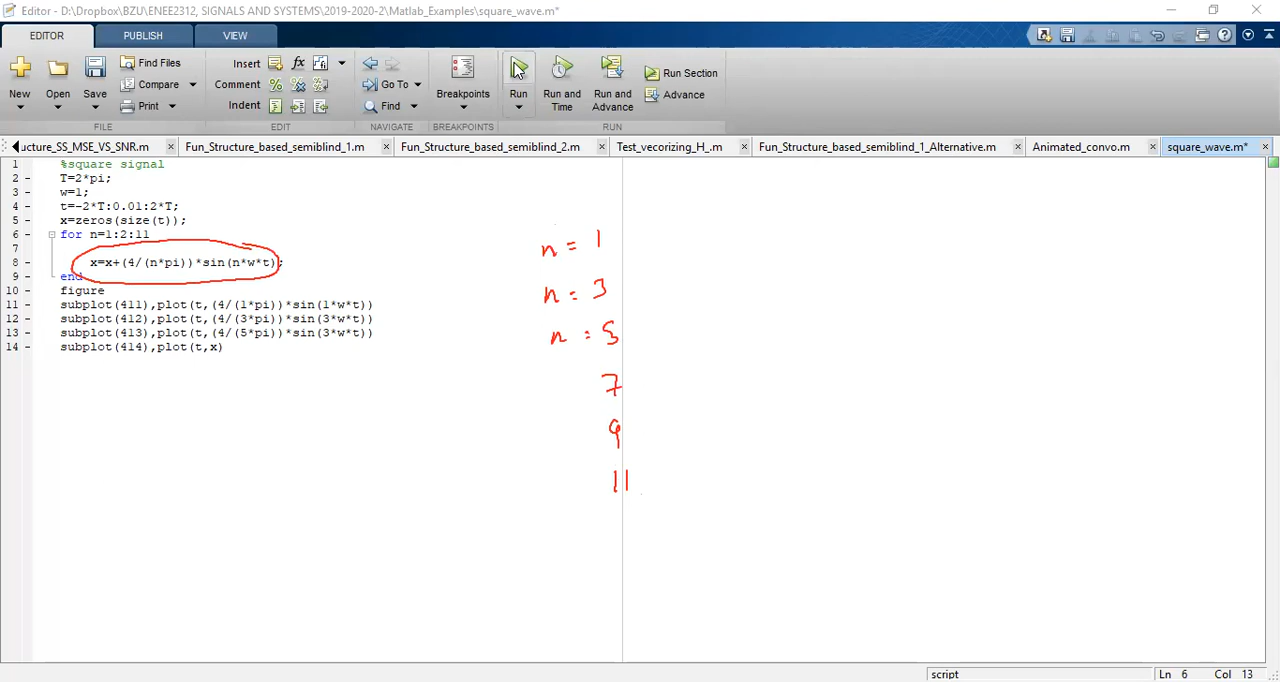 Editor - D:\Dropbox\BZU\ENEE2312, SIGNALS AND SYSTEMS\2019-2020-2\Matlab_Examples\square_wave.m*
EDITOR PUBLISH VIEW
New Open Save Find Files Compare Print
Insert fx
Comment %
Indent
Go To Find
Breakpoints
Run Run and Time Run and Advance Run Section Advance
FILE EDIT NAVIGATE BREAKPOINTS RUN
ucture_SS_MSE_VS_SNR.m Fun_Structure_based_semiblind_1.m Fun_Structure_based_semiblind_2.m Test_vecorizing_H_.m Fun_Structure_based_semiblind_1_Alternative.m Animated_convo.m square_wave.m*
1 %square signal
2 - T=2*pi;
3 - w=1;
4 - t=-2*T:0.01:2*T;
5 - x=zeros(size(t));
6 - for n=1:2:11
7
8 - x=x+(4/(n*pi))*sin(n*w*t);
9 - end
10 - figure
11 - subplot(411),plot(t,(4/(1*pi))*sin(1*w*t))
12 - subplot(412),plot(t,(4/(3*pi))*sin(3*w*t))
13 - subplot(413),plot(t,(4/(5*pi))*sin(3*w*t))
14 - subplot(414),plot(t,x)
n = 1
n = 3
n = 5
7
9
11
script Ln 6 Col 13